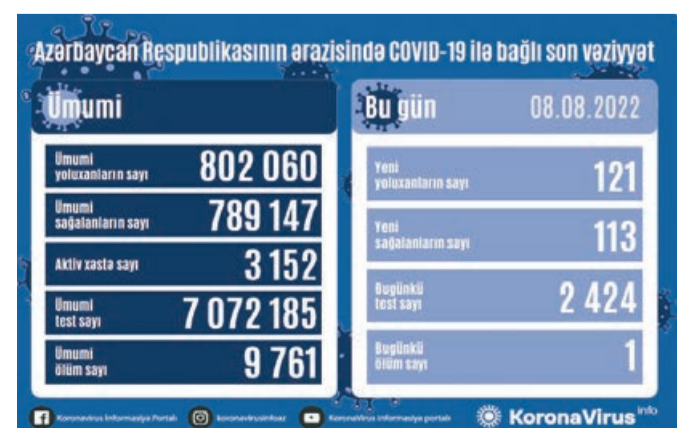 Azərbaycan Respublikasının ərazisində COVID-19 ilə bağlı son vəziyyət
Ümumi
Ümumi
yoluxanların sayı
802 060
Ümumi
sağalanların sayı
789 147
Aktiv xəstə sayı
3 152
Ümumi
test sayı
7 072 185
Ümumi
ölüm sayı
9 761
Bu gün
08.08.2022
Yeni
yoluxanların sayı
121
Yeni
sağalanların sayı
113
Bugünkü
test sayı
2 424
Bugünkü
ölüm sayı
1
Koronavirus İnformasiya Portalı
koronavirusinfoaz
Koronavirus informasiya portalı
KoronaVirus info